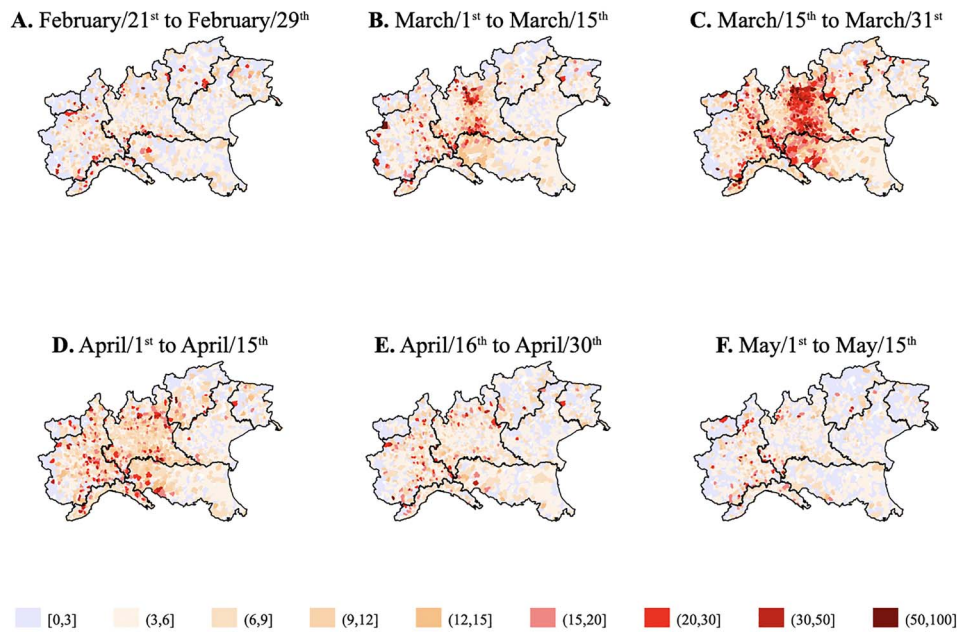 A. February/21st to February/29th
B. March/1st to March/15th
C. March/15th to March/31st
D. April/1st to April/15th
E. April/16th to April/30th
F. May/1st to May/15th
[0,3] (3,6] (6,9] (9,12] (12,15] (15,20] (20,30] (30,50] (50,100]